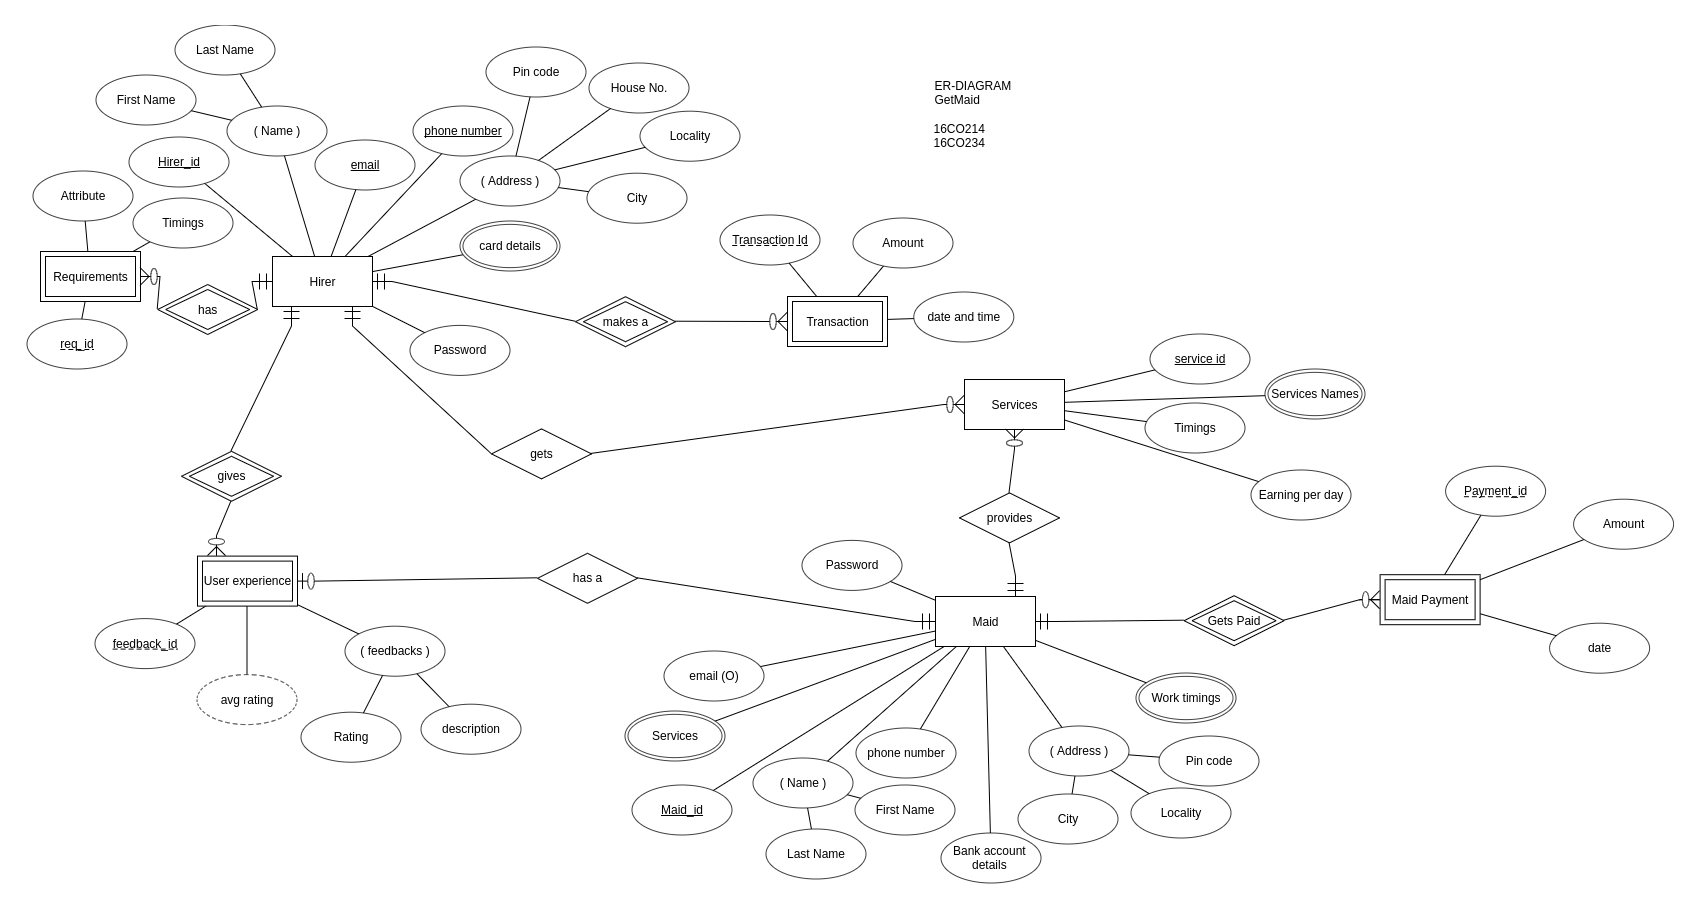 Last Name
Pin code
House No.
ER-DIAGRAM
GetMaid
First Name
( Name )
phone number
Locality
16CO214
16CO234
Hirer_id
email
( Address )
City
Attribute
Timings
card details
Transaction Id
Amount
Requirements
Hirer
has
makes a
Transaction
date and time
req_id
Password
service id
Services
Services Names
Timings
gets
gives
Earning per day
Payment_id
provides
Amount
User experience
has a
Password
Maid
Gets Paid
Maid Payment
feedback_id
( feedbacks )
date
avg rating
email (O)
Work timings
Rating
description
Services
phone number
( Address )
Pin code
( Name )
Maid_id
First Name
City
Locality
Last Name
Bank account
details